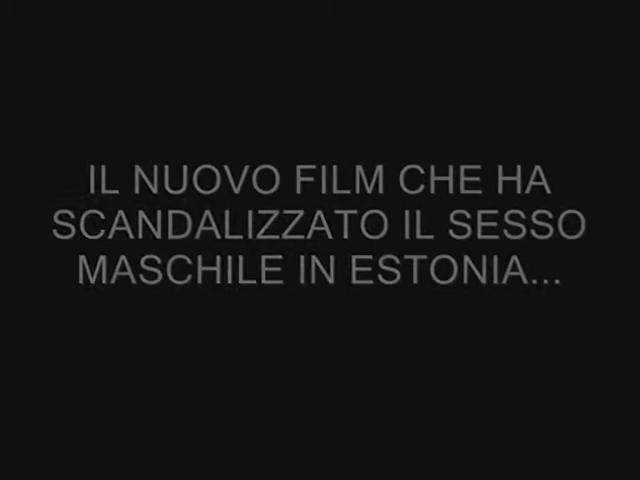 IL NUOVO FILM CHE HA
SCANDALIZZATO IL SESSO
MASCHILE IN ESTONIA...